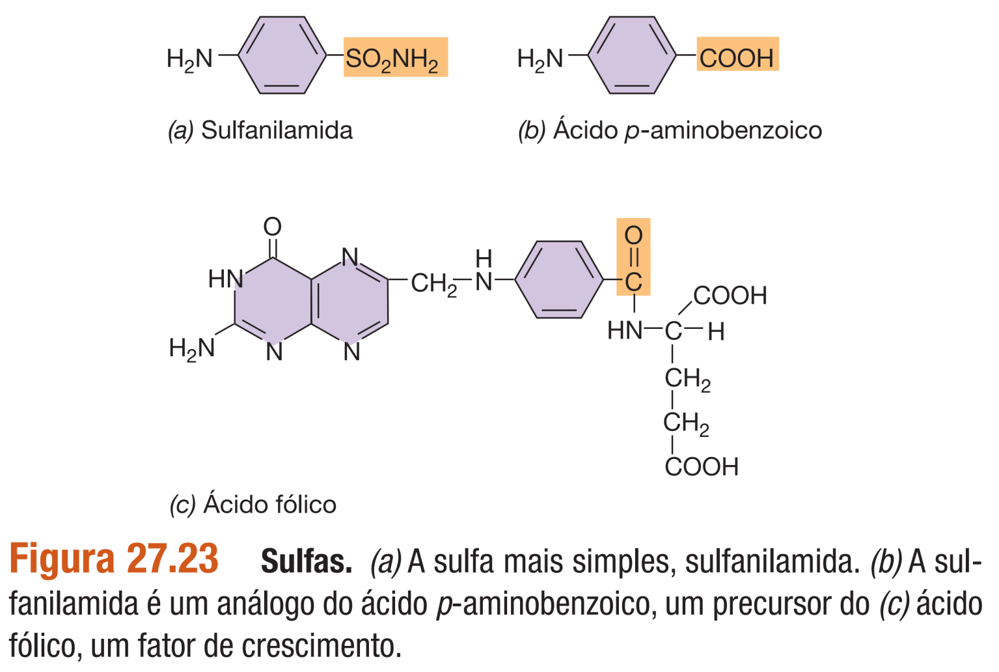 H₂N SO₂NH₂
(a) Sulfanilamida
H₂N COOH
(b) Ácido p-aminobenzoico
O
HN
N
H₂N
N
N
CH₂
H
N
O
C
HN
C
H
COOH
CH₂
CH₂
COOH
(c) Ácido fólico
Figura 27.23 Sulfas. (a) A sulfa mais simples, sulfanilamida. (b) A sul-
fanilamida é um análogo do ácido p-aminobenzoico, um precursor do (c) ácido
fólico, um fator de crescimento.